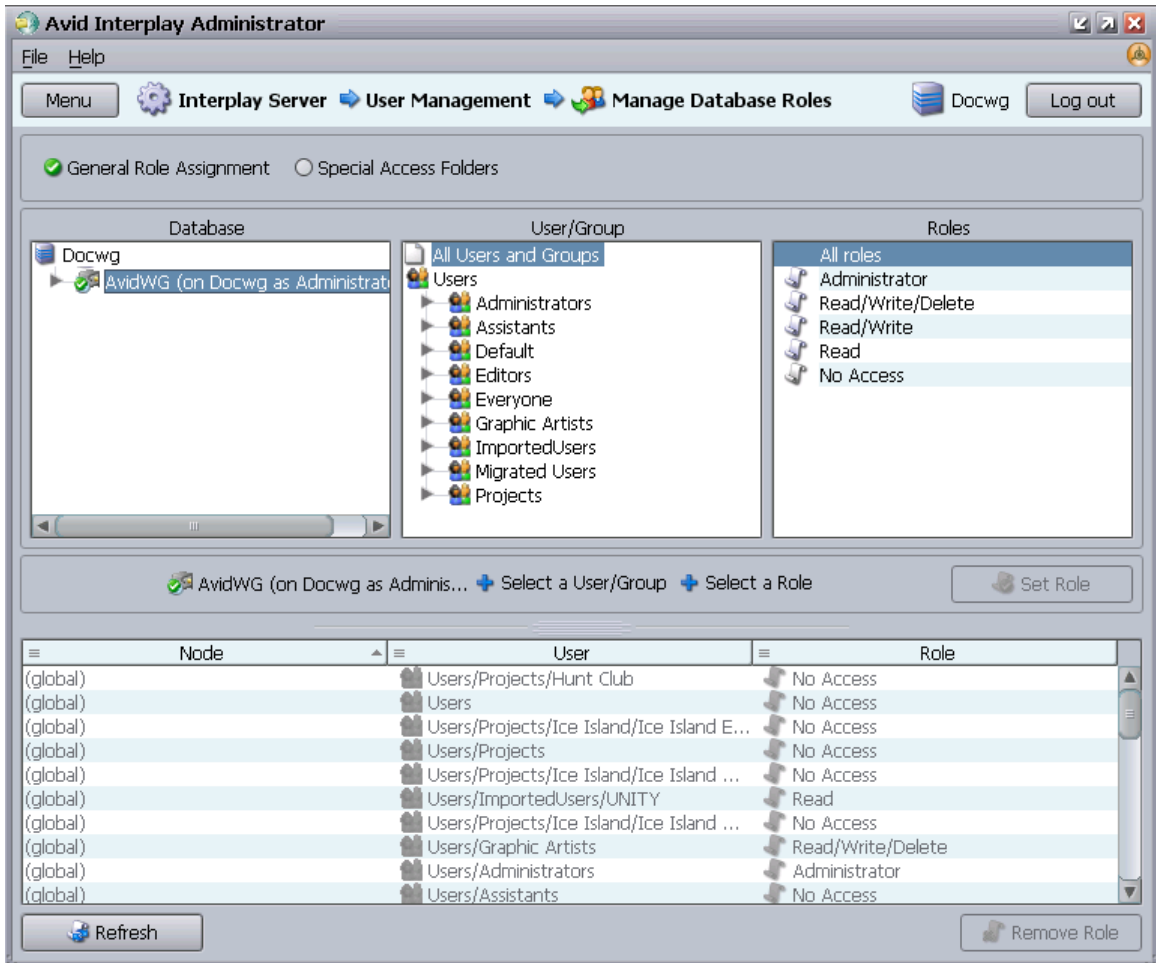 Avid Interplay Administrator
File Help
Menu Interplay Server User Management Manage Database Roles Docwg Log out
General Role Assignment Special Access Folders
Database User/Group Roles
Docwg
AvidWG (on Docwg as Administrat
All Users and Groups
Users
Administrators
Assistants
Default
Editors
Everyone
Graphic Artists
ImportedUsers
Migrated Users
Projects
All roles
Administrator
Read/Write/Delete
Read/Write
Read
No Access
AvidWG (on Docwg as Adminis... Select a User/Group Select a Role Set Role
Node User Role
(global) Users/Projects/Hunt Club No Access
(global) Users No Access
(global) Users/Projects/Ice Island/Ice Island E... No Access
(global) Users/Projects No Access
(global) Users/Projects/Ice Island/Ice Island ... No Access
(global) Users/ImportedUsers/UNITY Read
(global) Users/Projects/Ice Island/Ice Island ... No Access
(global) Users/Graphic Artists Read/Write/Delete
(global) Users/Administrators Administrator
(global) Users/Assistants No Access
Refresh Remove Role